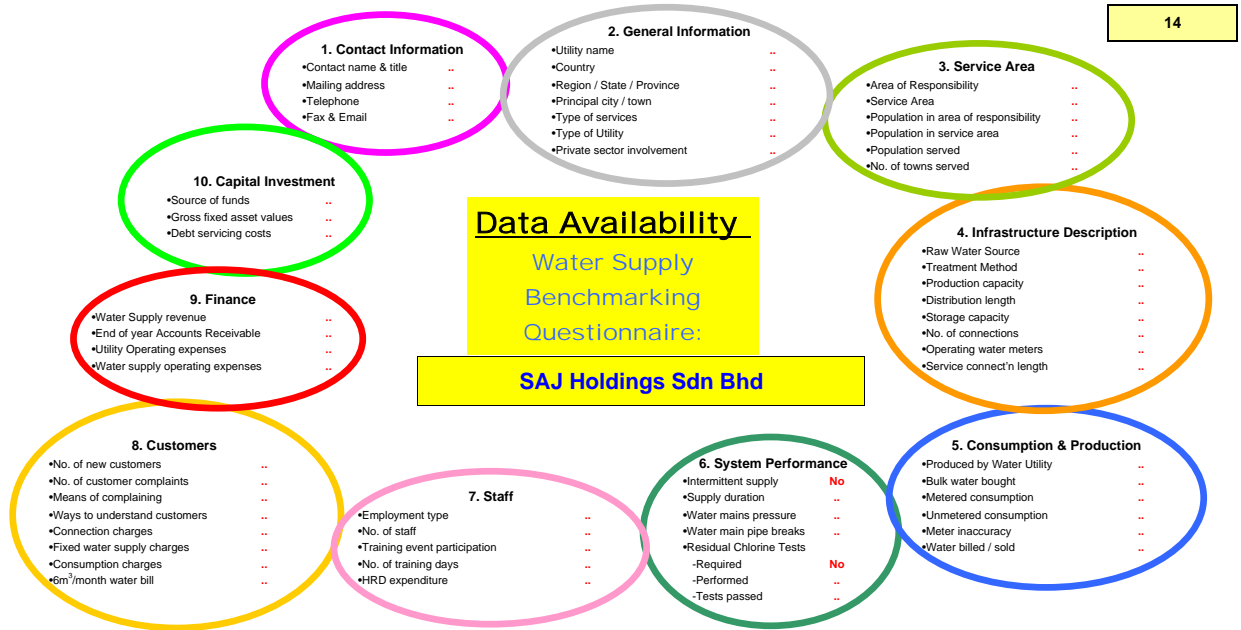 14
1. Contact Information
•Contact name & title ..
•Mailing address ..
•Telephone ..
•Fax & Email ..
2. General Information
•Utility name ..
•Country ..
•Region / State / Province ..
•Principal city / town ..
•Type of services ..
•Type of Utility ..
•Private sector involvement ..
3. Service Area
•Area of Responsibility ..
•Service Area ..
•Population in area of responsibility ..
•Population in service area ..
•Population served ..
•No. of towns served ..
10. Capital Investment
•Source of funds ..
•Gross fixed asset values ..
•Debt servicing costs ..
Data Availability
Water Supply
Benchmarking
Questionnaire:
SAJ Holdings Sdn Bhd
4. Infrastructure Description
•Raw Water Source ..
•Treatment Method ..
•Production capacity ..
•Distribution length ..
•Storage capacity ..
•No. of connections ..
•Operating water meters ..
•Service connect'n length ..
9. Finance
•Water Supply revenue ..
•End of year Accounts Receivable ..
•Utility Operating expenses ..
•Water supply operating expenses ..
8. Customers
•No. of new customers ..
•No. of customer complaints ..
•Means of complaining ..
•Ways to understand customers ..
•Connection charges ..
•Fixed water supply charges ..
•Consumption charges ..
•6m³/month water bill ..
7. Staff
•Employment type ..
•No. of staff ..
•Training event participation ..
•No. of training days ..
•HRD expenditure ..
6. System Performance
•Intermittent supply No
•Supply duration ..
•Water mains pressure ..
•Water main pipe breaks ..
•Residual Chlorine Tests
-Required No
-Performed ..
-Tests passed ..
5. Consumption & Production
•Produced by Water Utility ..
•Bulk water bought ..
•Metered consumption ..
•Unmetered consumption ..
•Meter inaccuracy ..
•Water billed / sold ..